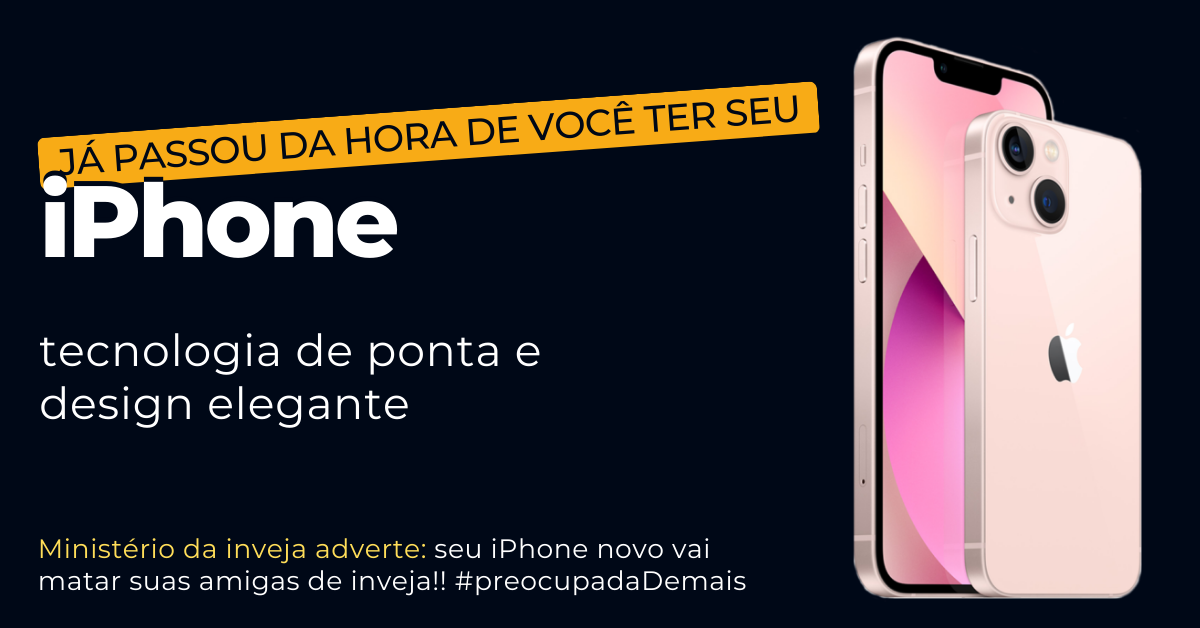 JÁ PASSOU DA HORA DE VOCÊ TER SEU
iPhone
tecnologia de ponta e
design elegante
Ministério da inveja adverte: seu iPhone novo vai
matar suas amigas de inveja!! #preocupadaDemais